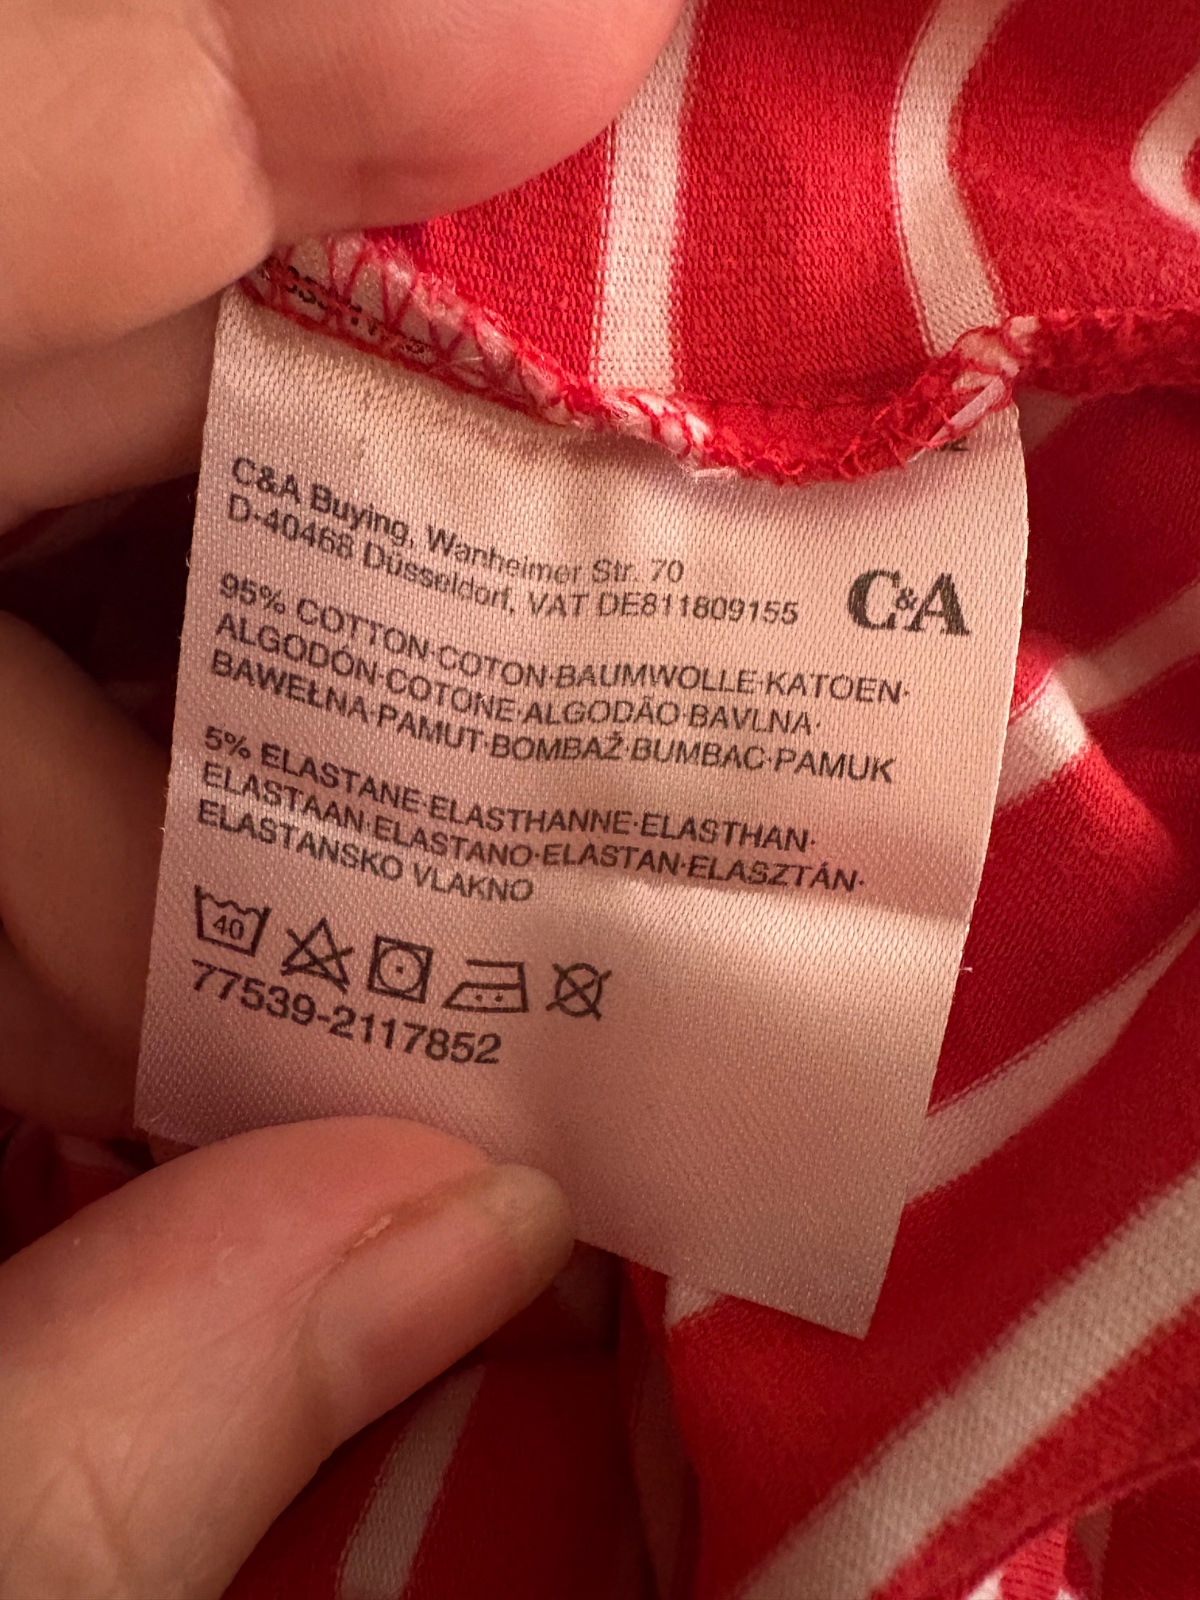 C&A Buying, Wanheimer Str. 70
D-40468 Düsseldorf, VAT DE811809155
C&A
95% COTTON·COTON·BAUMWOLLE·KATOEN·
ALGODÓN·COTONE·ALGODÃO·BAVLNA·
BAWEŁNA·PAMUT·BOMBAŽ·BUMBAC·PAMUK
5% ELASTANE·ELASTHANNE·ELASTHAN·
ELASTAAN·ELASTANO·ELASTAN·ELASZTÁN·
ELASTANSKO VLAKNO
40
77539-2117852